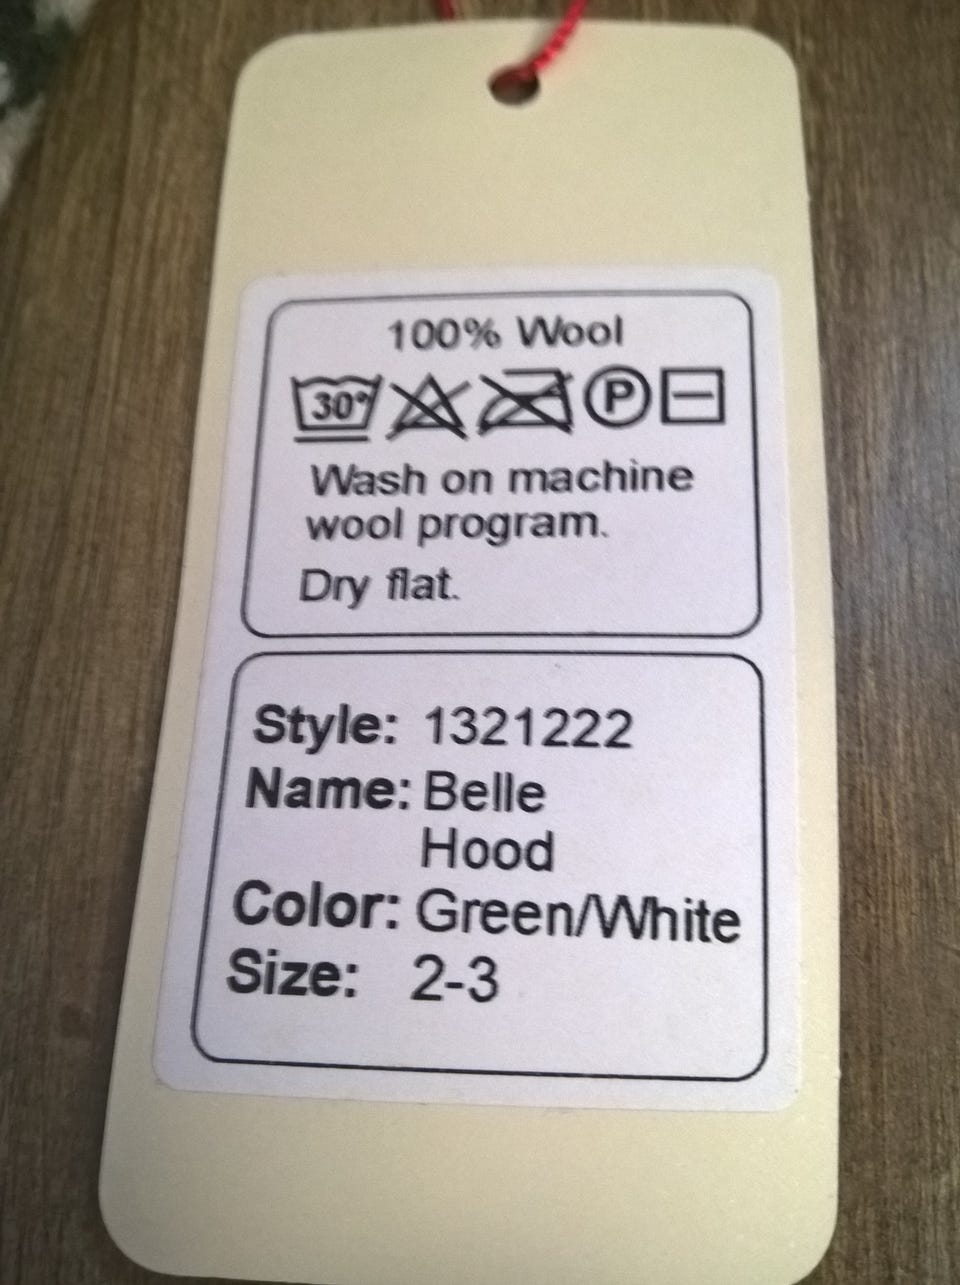 100% Wool
30°
P
Wash on machine
wool program.
Dry flat.
Style: 1321222
Name: Belle
Hood
Color: Green/White
Size: 2-3